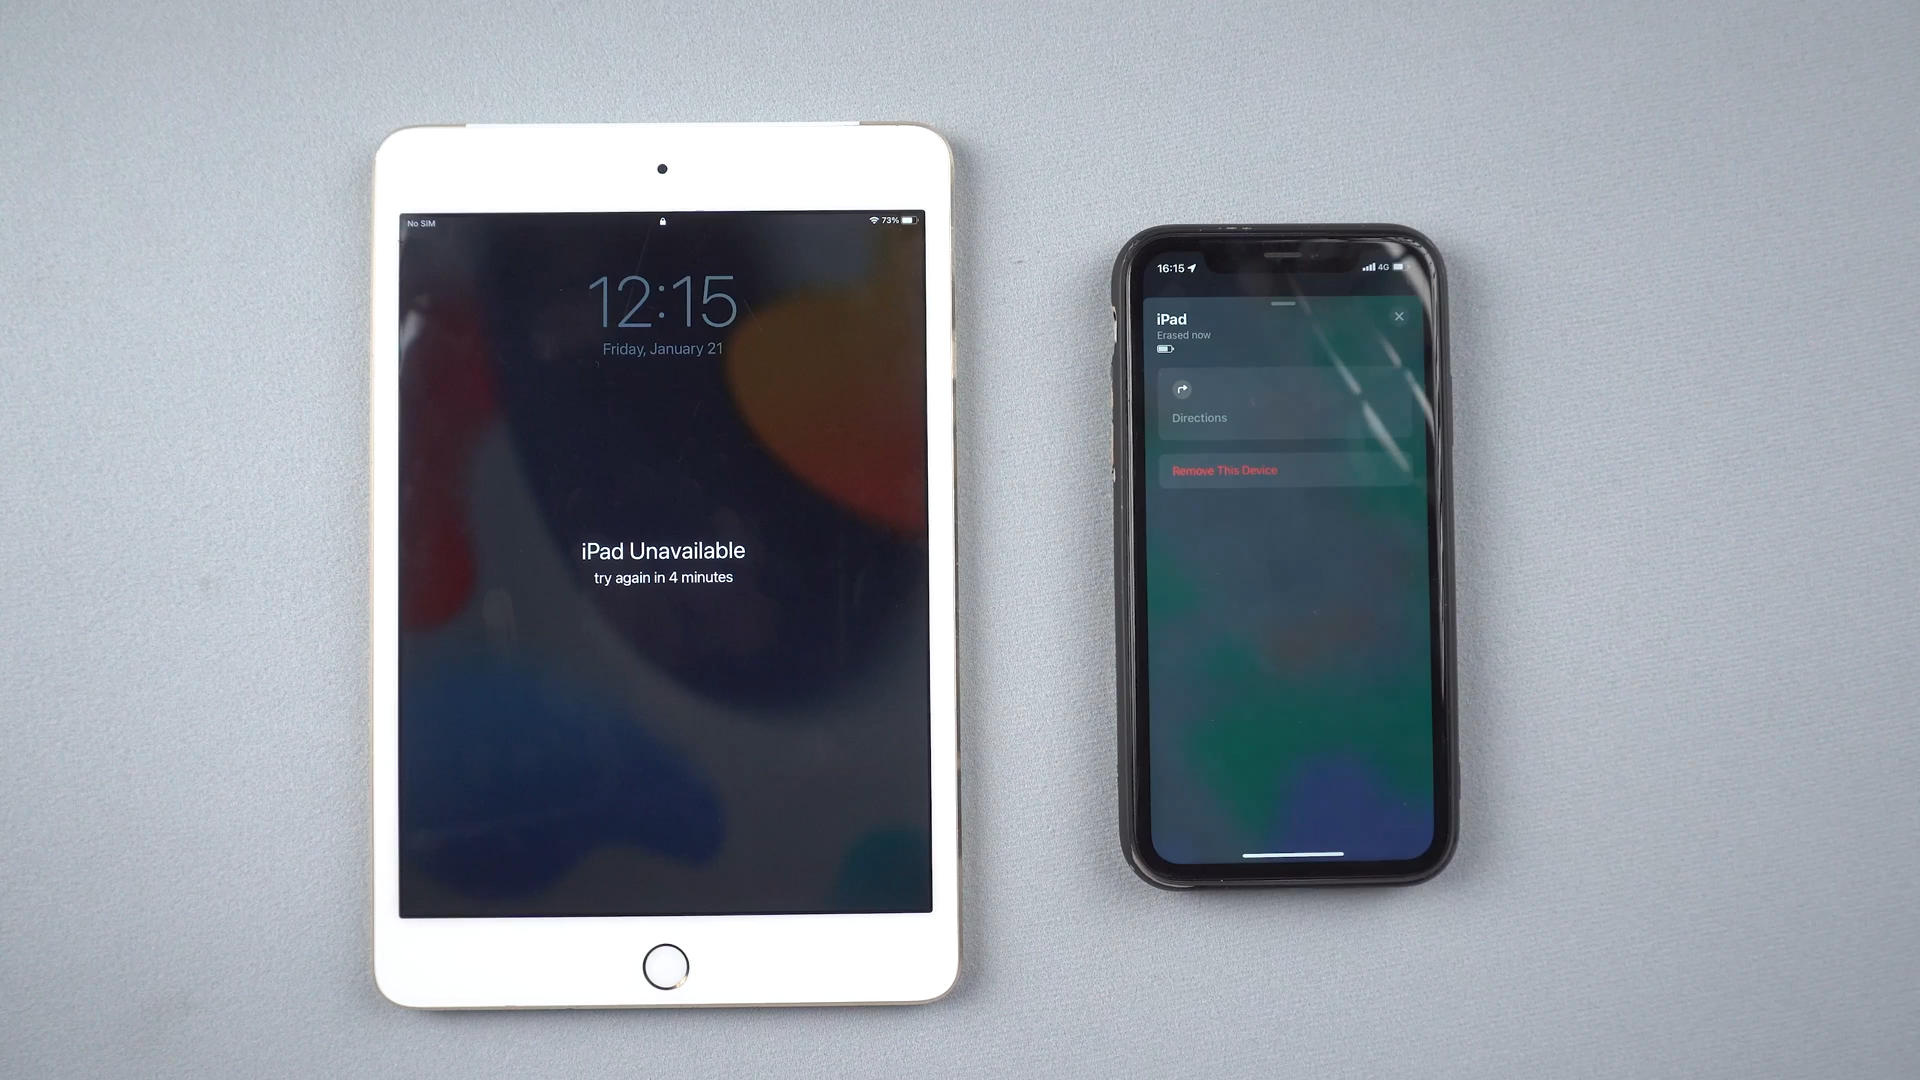 No SIM
73%
12:15
Friday, January 21
iPad Unavailable
try again in 4 minutes
16:15
4G
iPad
Erased now
Directions
Remove This Device